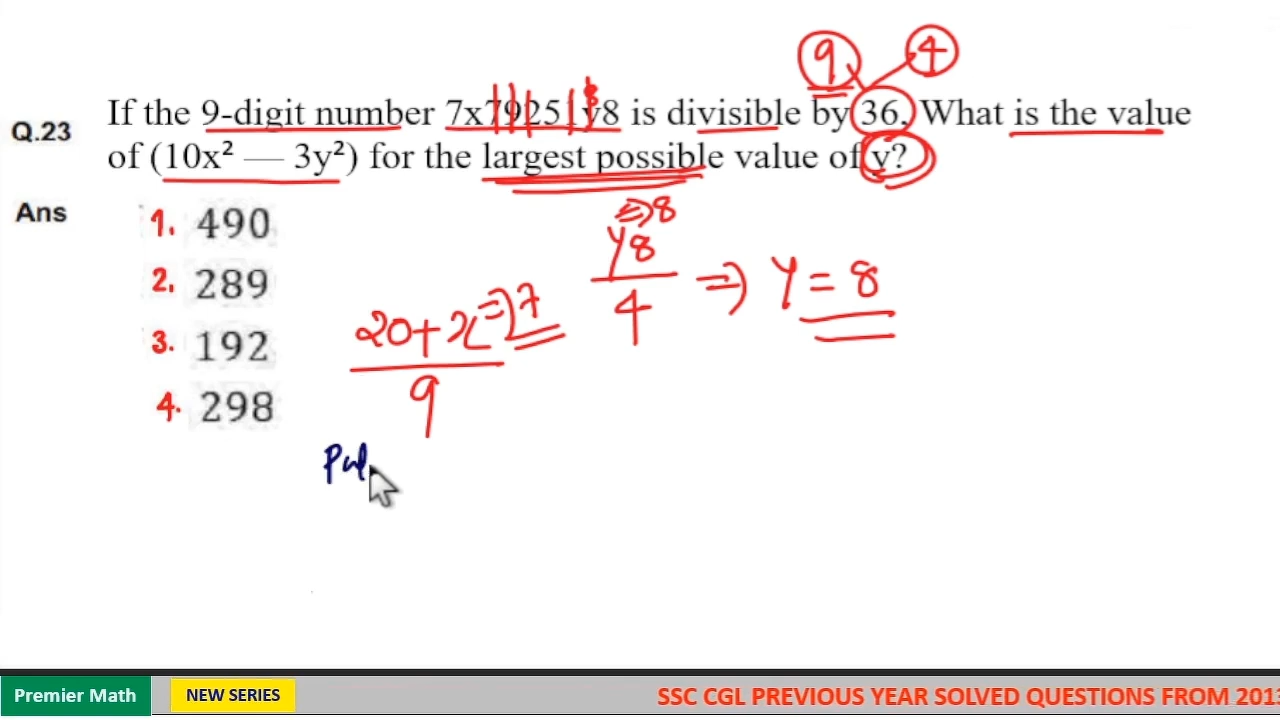 9 4
Q.23 If the 9-digit number 7x79251y8 is divisible by 36. What is the value
of (10x² — 3y²) for the largest possible value of y?
Ans
1. 490
2. 289
3. 192
4. 298
⇒8
y8
4
⇒ y = 8
20+x⇒7
9
Put
Premier Math
NEW SERIES
SSC CGL PREVIOUS YEAR SOLVED QUESTIONS FROM 201